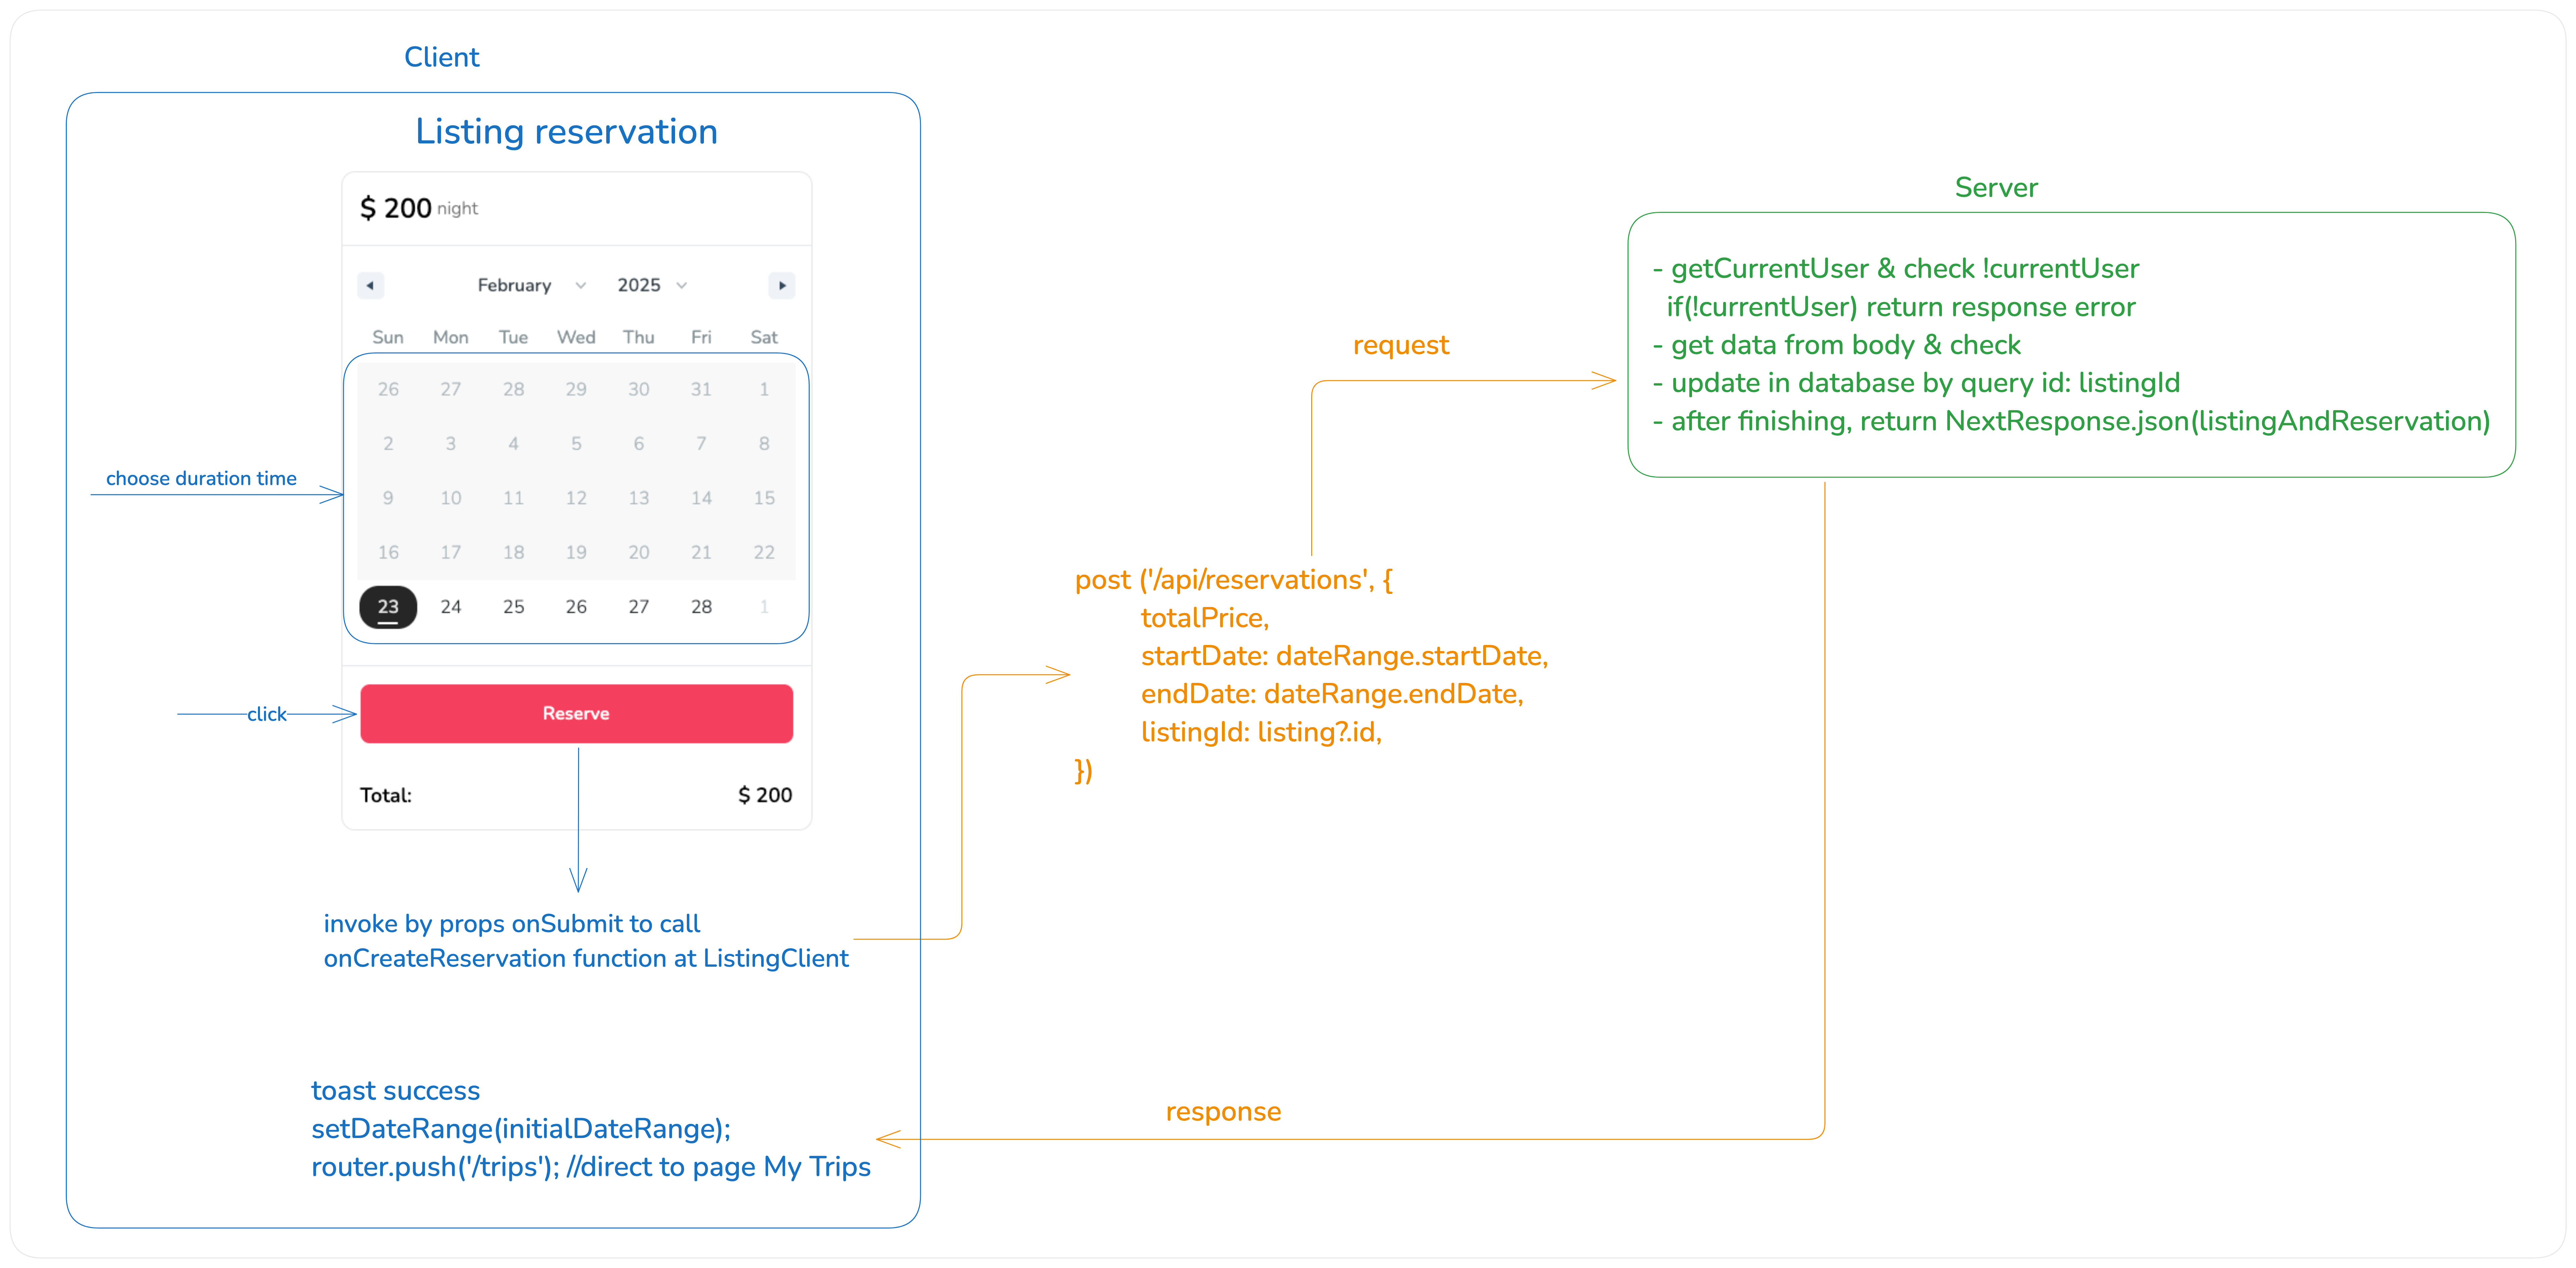 Client
Listing reservation
$ 200 night
February 2025
Sun Mon Tue Wed Thu Fri Sat
26 27 28 29 30 31 1
2 3 4 5 6 7 8
choose duration time
9 10 11 12 13 14 15
16 17 18 19 20 21 22
23 24 25 26 27 28 1
click
Reserve
Total: $ 200
invoke by props onSubmit to call
onCreateReservation function at ListingClient
post ('/api/reservations', {
totalPrice,
startDate: dateRange.startDate,
endDate: dateRange.endDate,
listingId: listing?.id,
})
request
Server
- getCurrentUser & check !currentUser
if(!currentUser) return response error
- get data from body & check
- update in database by query id: listingId
- after finishing, return NextResponse.json(listingAndReservation)
response
toast success
setDateRange(initialDateRange);
router.push('/trips'); //direct to page My Trips